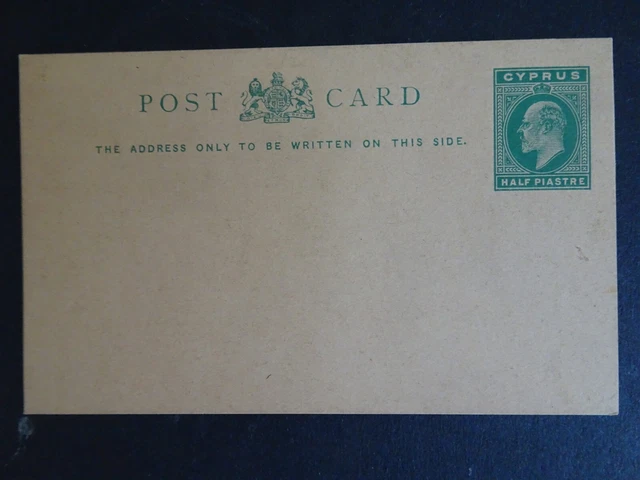 POST CARD
THE ADDRESS ONLY TO BE WRITTEN ON THIS SIDE.
CYPRUS
HALF PIASTRE